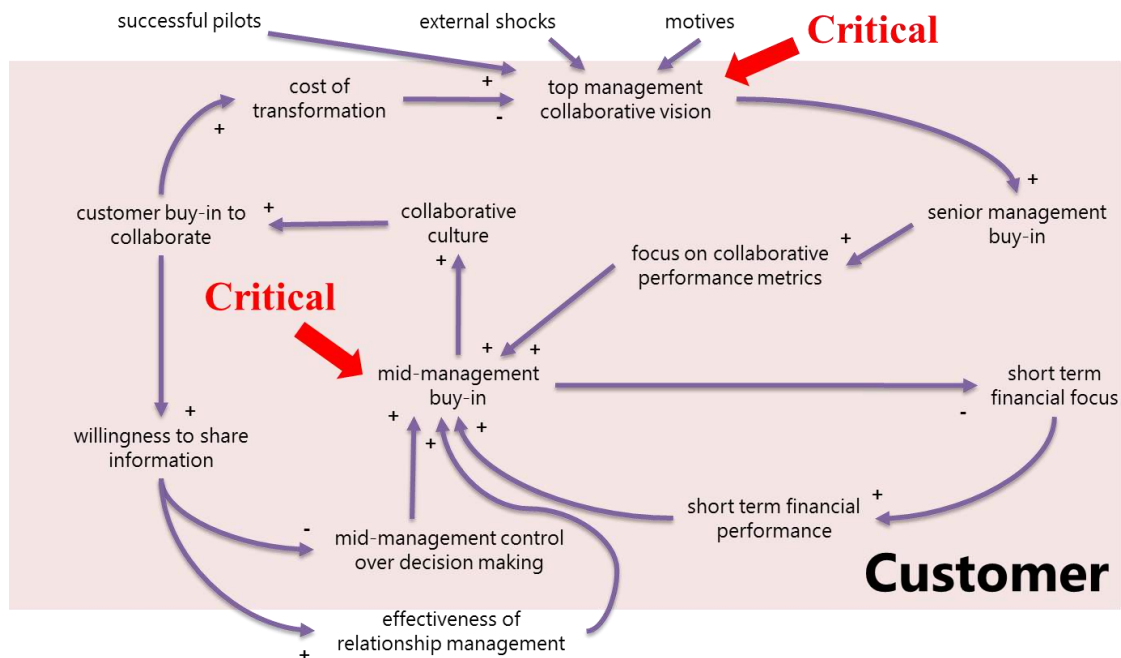 successful pilots
external shocks
motives
Critical
cost of
transformation
+
-
top management
collaborative vision
+
+
customer buy-in to
collaborate
+
collaborative
culture
+
senior management
buy-in
+
focus on collaborative
performance metrics
Critical
+
+
mid-management
buy-in
short term
financial focus
-
+
willingness to share
information
+
+
+
short term financial
performance
+
-
mid-management control
over decision making
Customer
effectiveness of
relationship management
+